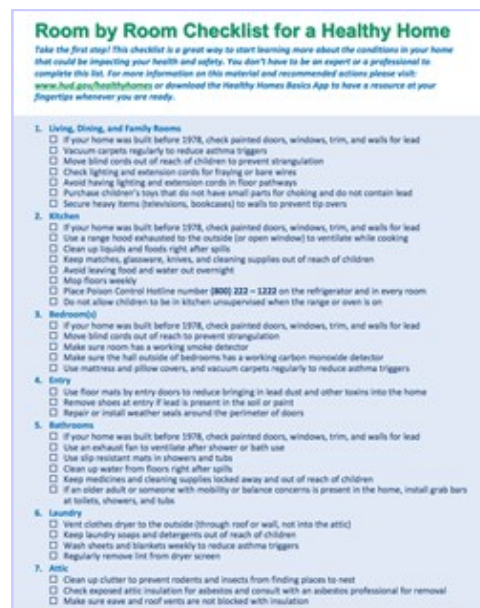 Room by Room Checklist for a Healthy Home
Take the first step! This checklist is a great way to start learning more about the conditions in your home
that could be impacting your health and safety. You don't have to be an expert or a professional to
complete this list. For more information on this material and recommended actions please visit:
www.hud.gov/healthyhomes or download the Healthy Homes Basics App to have a resource at your
fingertips whenever you are ready.
1. Living, Dining, and Family Rooms
☐ If your home was built before 1978, check painted doors, windows, trim, and walls for lead
☐ Vacuum carpets regularly to reduce asthma triggers
☐ Move blind cords out of reach of children to prevent strangulation
☐ Check lighting and extension cords for fraying or bare wires
☐ Avoid having lighting and extension cords in floor pathways
☐ Purchase children's toys that do not have small parts for choking and do not contain lead
☐ Secure heavy items (televisions, bookcases) to walls to prevent tip overs
2. Kitchen
☐ If your home was built before 1978, check painted doors, windows, trim, and walls for lead
☐ Use a range hood exhausted to the outside (or open window) to ventilate while cooking
☐ Clean up liquids and foods right after spills
☐ Keep matches, glassware, knives, and cleaning supplies out of reach of children
☐ Avoid leaving food and water out overnight
☐ Mop floors weekly
☐ Place Poison Control Hotline number (800) 222 – 1222 on the refrigerator and in every room
☐ Do not allow children to be in kitchen unsupervised when the range or oven is on
3. Bedroom(s)
☐ If your home was built before 1978, check painted doors, windows, trim, and walls for lead
☐ Move blind cords out of reach to prevent strangulation
☐ Make sure room has a working smoke detector
☐ Make sure the hall outside of bedrooms has a working carbon monoxide detector
☐ Use mattress and pillow covers, and vacuum carpets regularly to reduce asthma triggers
4. Entry
☐ Use floor mats by entry doors to reduce bringing in lead dust and other toxins into the home
☐ Remove shoes at entry if lead is present in the soil or paint
☐ Repair or install weather seals around the perimeter of doors
5. Bathrooms
☐ If your home was built before 1978, check painted doors, windows, trim, and walls for lead
☐ Use an exhaust fan to ventilate after shower or bath use
☐ Use slip resistant mats in showers and tubs
☐ Clean up water from floors right after spills
☐ Keep medicines and cleaning supplies locked away and out of reach of children
☐ If an older adult or someone with mobility or balance concerns is present in the home, install grab bars
at toilets, showers, and tubs
6. Laundry
☐ Vent clothes dryer to the outside (through roof or wall, not into the attic)
☐ Keep laundry soaps and detergents out of reach of children
☐ Wash sheets and blankets weekly to reduce asthma triggers
☐ Regularly remove lint from dryer screen
7. Attic
☐ Clean up clutter to prevent rodents and insects from finding places to nest
☐ Check exposed attic insulation for asbestos and consult with an asbestos professional for removal
☐ Make sure eave and roof vents are not blocked with insulation